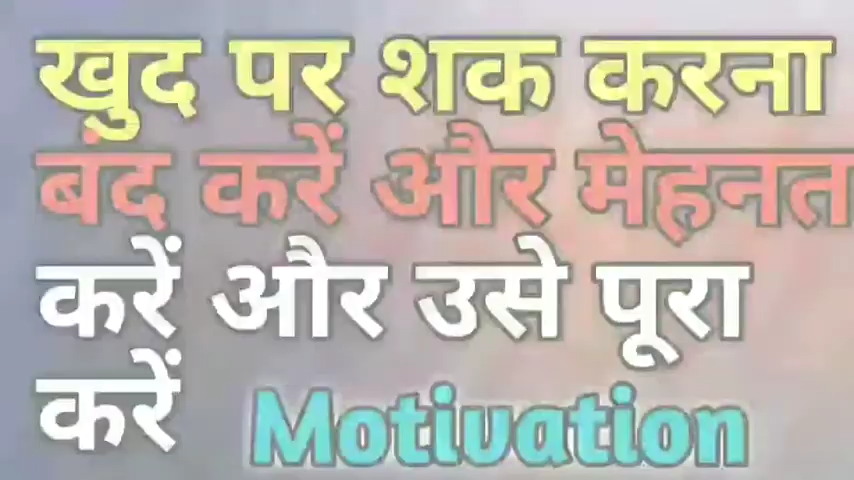 खुद पर शक करना
बंद करें और मेहनत
करें और उसे पूरा
करें
Motivation